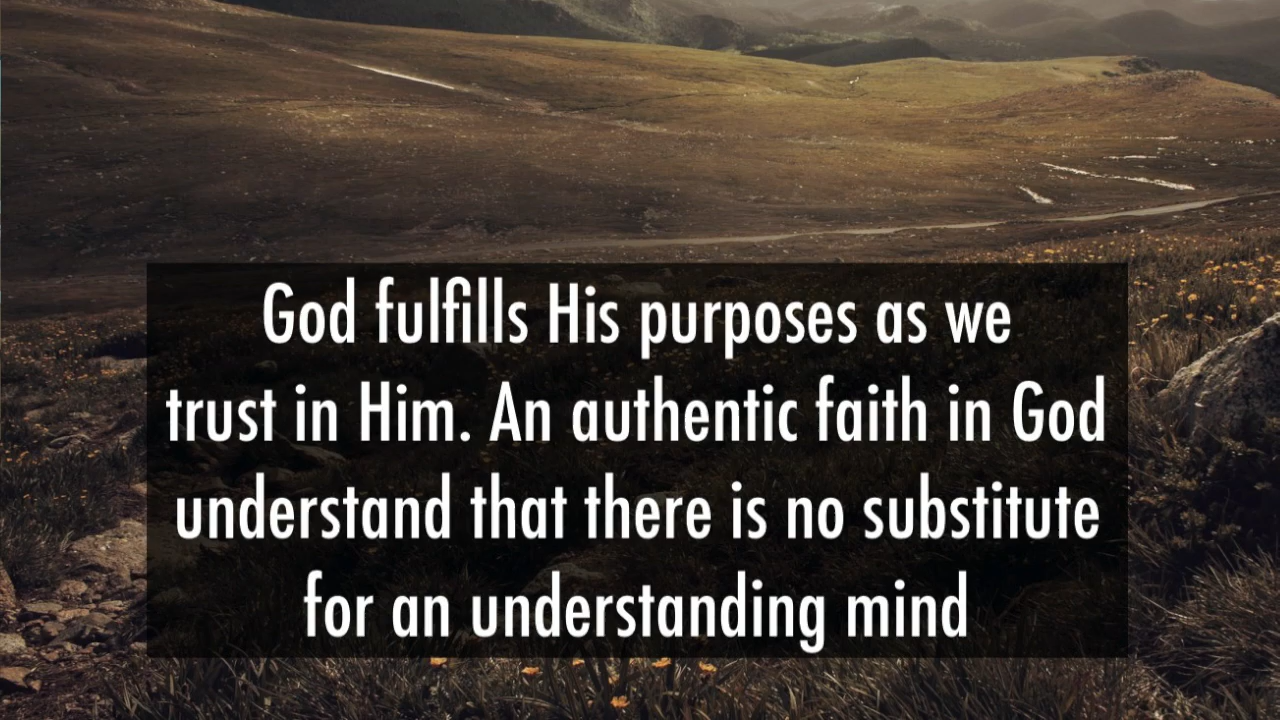 God fulfills His purposes as we
trust in Him. An authentic faith in God
understand that there is no substitute
for an understanding mind